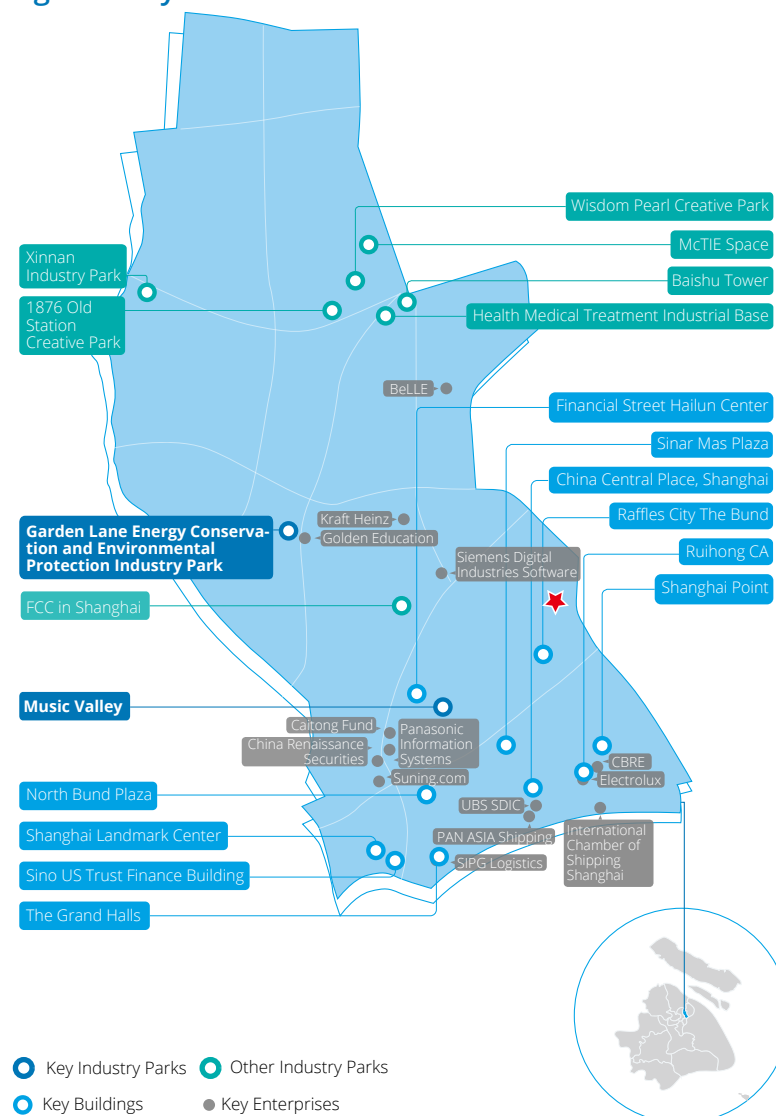 Wisdom Pearl Creative Park
McTIE Space
Xinnan
Industry Park
Baishu Tower
1876 Old
Station
Creative Park
Health Medical Treatment Industrial Base
BeLLE
Financial Street Hailun Center
Sinar Mas Plaza
China Central Place, Shanghai
Raffles City The Bund
Kraft Heinz
Garden Lane Energy Conserva-
tion and Environmental
Protection Industry Park
Golden Education
Siemens Digital
Industries Software
Ruihong CA
Shanghai Point
FCC in Shanghai
Music Valley
Caitong Fund
Panasonic
Information
Systems
China Renaissance
Securities
CBRE
Suning.com
Electrolux
North Bund Plaza
UBS SDIC
PAN ASIA Shipping
International
Chamber of
Shipping
Shanghai
Shanghai Landmark Center
SIPG Logistics
Sino US Trust Finance Building
The Grand Halls
Key Industry Parks
Other Industry Parks
Key Buildings
Key Enterprises